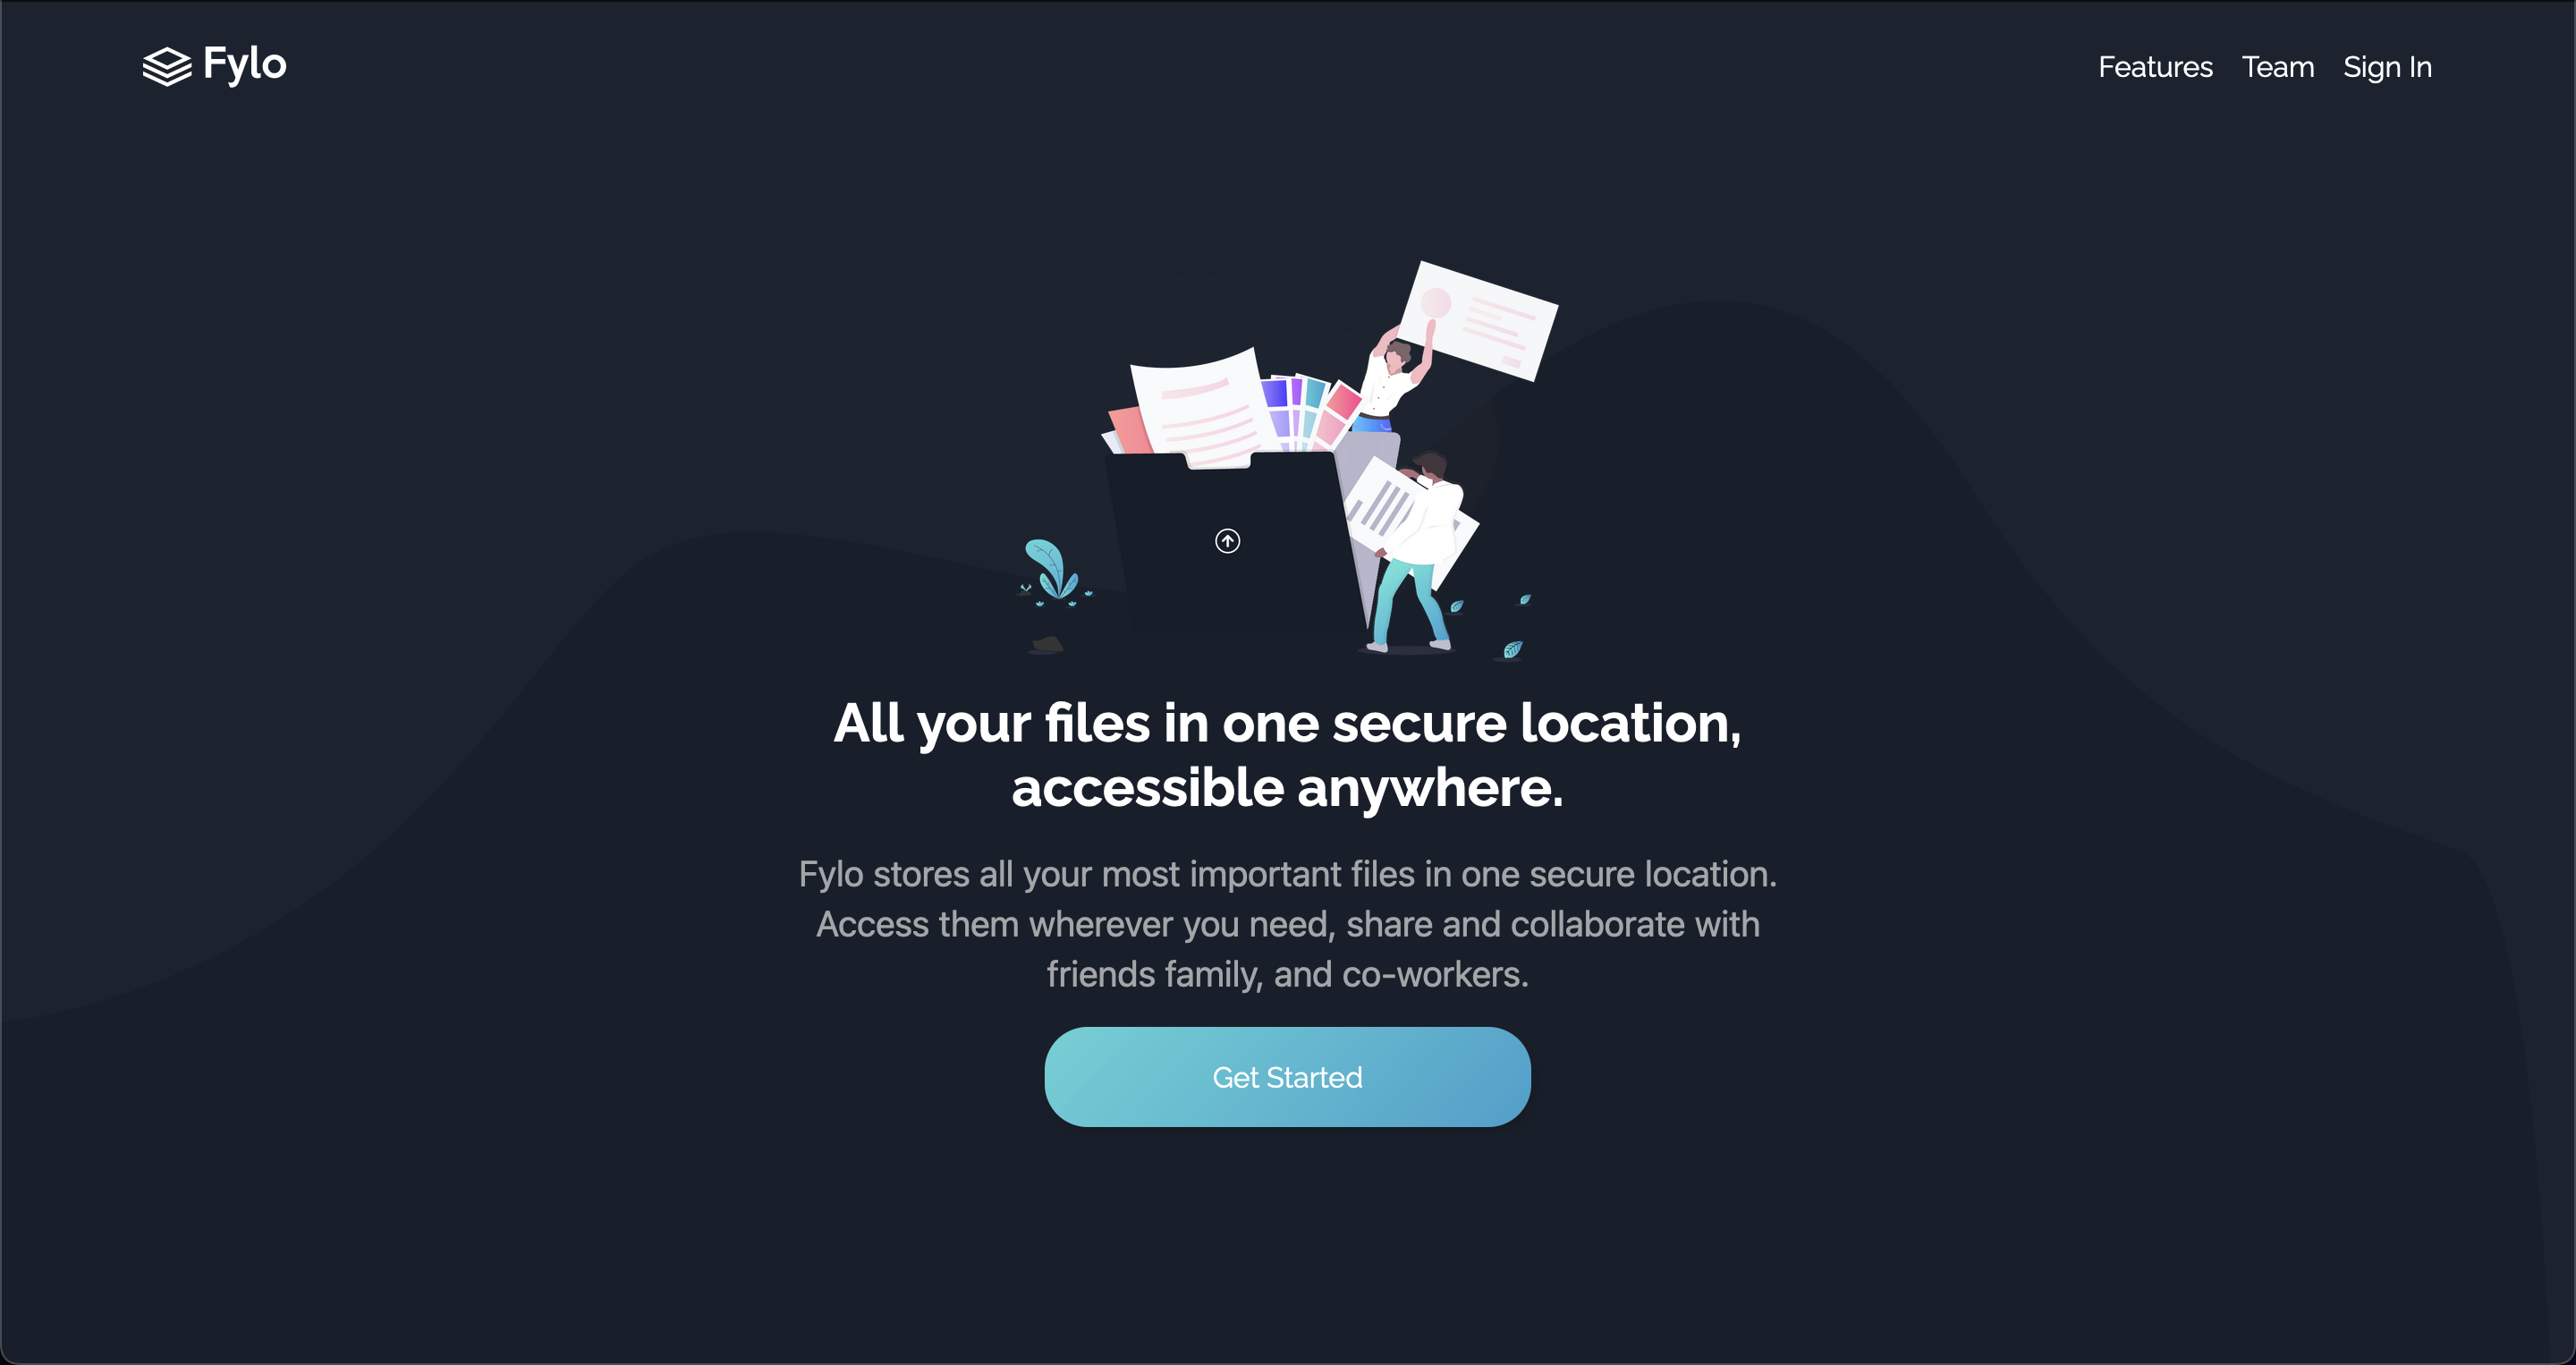 Fylo
Features Team Sign In
All your files in one secure location,
accessible anywhere.
Fylo stores all your most important files in one secure location.
Access them wherever you need, share and collaborate with
friends family, and co-workers.
Get Started